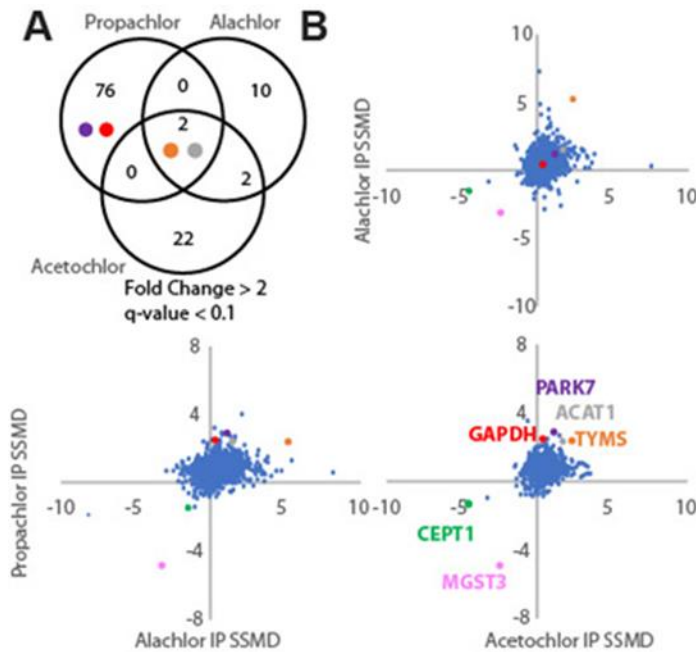 A
Propachlor
Alachlor
76
0
10
2
0
2
22
Acetochlor
Fold Change > 2
q-value < 0.1
B
10
5
-10
-5
5
10
-5
-10
Alachlor IP SSMD
8
4
-10
-5
5
10
-4
-8
Propachlor IP SSMD
Alachlor IP SSMD
8
PARK7
4
ACAT1
GAPDH
TYMS
-10
-5
5
10
CEPT1
-4
MGST3
-8
Acetochlor IP SSMD